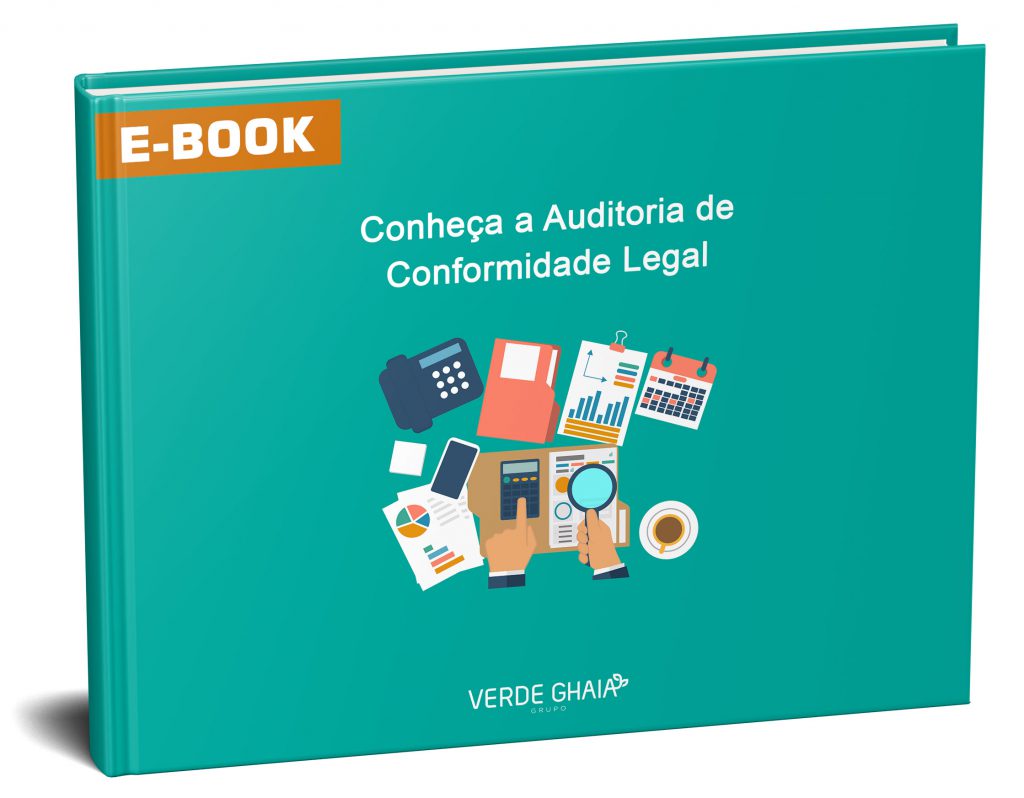 E-BOOK
Conheça a Auditoria de
Conformidade Legal
VERDE GHAIA
GRUPO